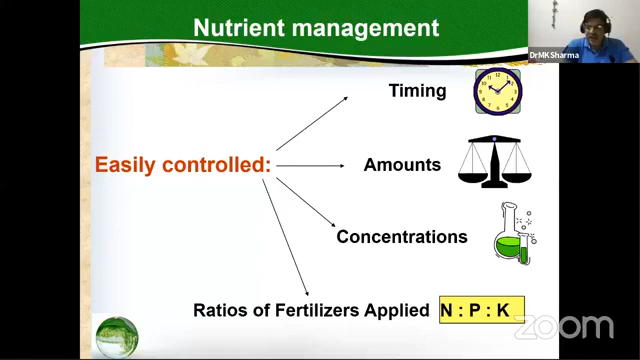 Nutrient management
DrMK Sharma
Timing
Easily controlled:
Amounts
Concentrations
Ratios of Fertilizers Applied N : P : K
zoom